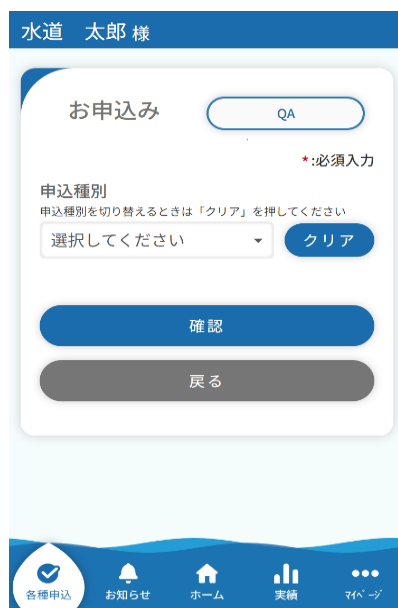 水道　太郎 様
お申込み
QA
*:必須入力
申込種別
申込種別を切り替えるときは「クリア」を押してください
選択してください
クリア
確認
戻る
各種申込
お知らせ
ホーム
実績
ﾏｲﾍﾟｰｼﾞ